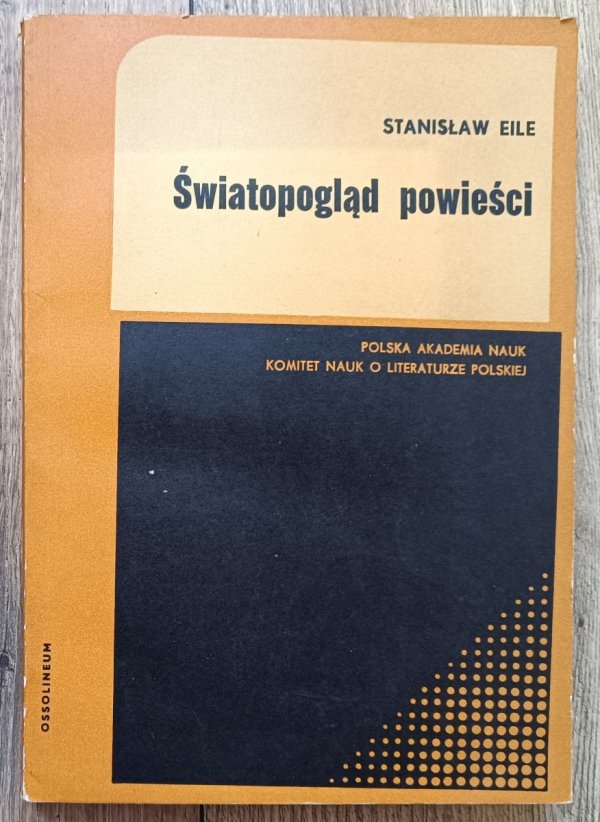 STANISŁAW EILE
Światopogląd powieści
POLSKA AKADEMIA NAUK
KOMITET NAUK O LITERATURZE POLSKIEJ
OSSOLINEUM